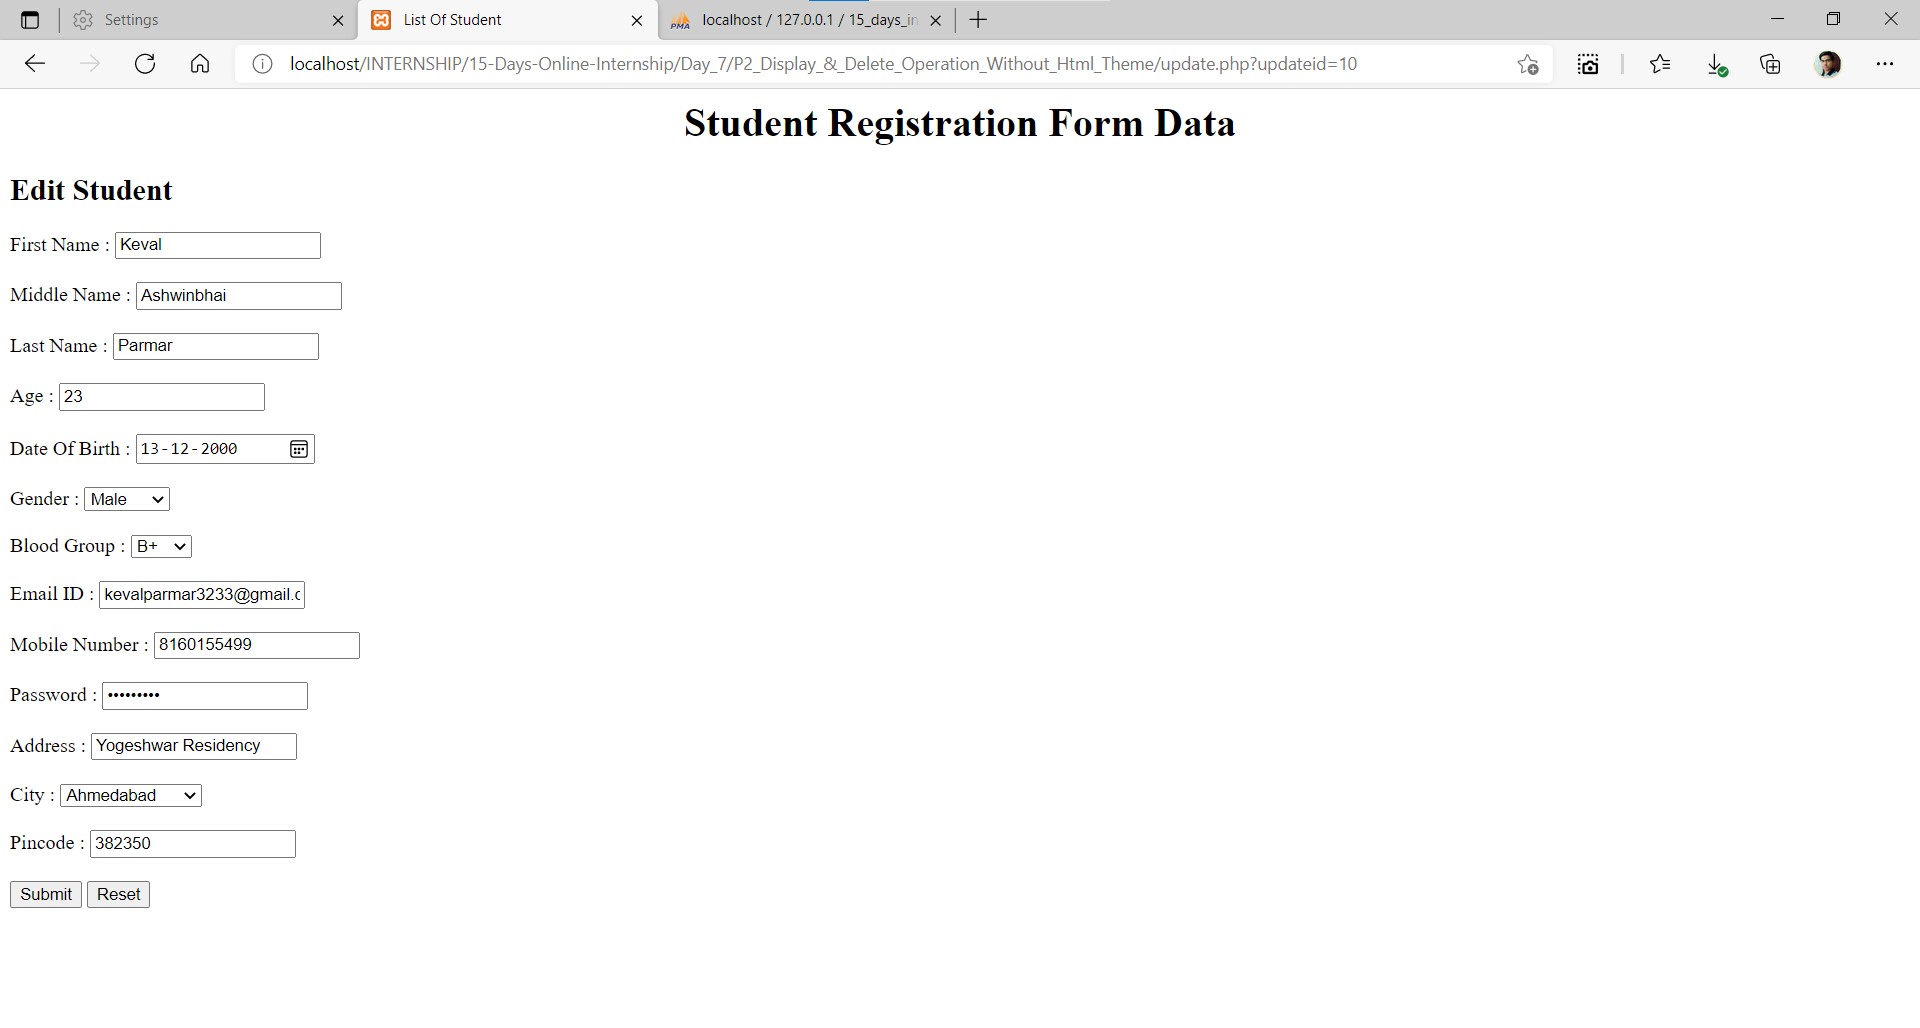 Settings
List Of Student
localhost / 127.0.0.1 / 15_days_in
localhost/INTERNSHIP/15-Days-Online-Internship/Day_7/P2_Display_&_Delete_Operation_Without_Html_Theme/update.php?updateid=10
Student Registration Form Data
Edit Student
First Name : Keval
Middle Name : Ashwinbhai
Last Name : Parmar
Age : 23
Date Of Birth : 13-12-2000
Gender : Male
Blood Group : B+
Email ID : kevalparmar3233@gmail.c
Mobile Number : 8160155499
Password : •••••••••
Address : Yogeshwar Residency
City : Ahmedabad
Pincode : 382350
Submit Reset